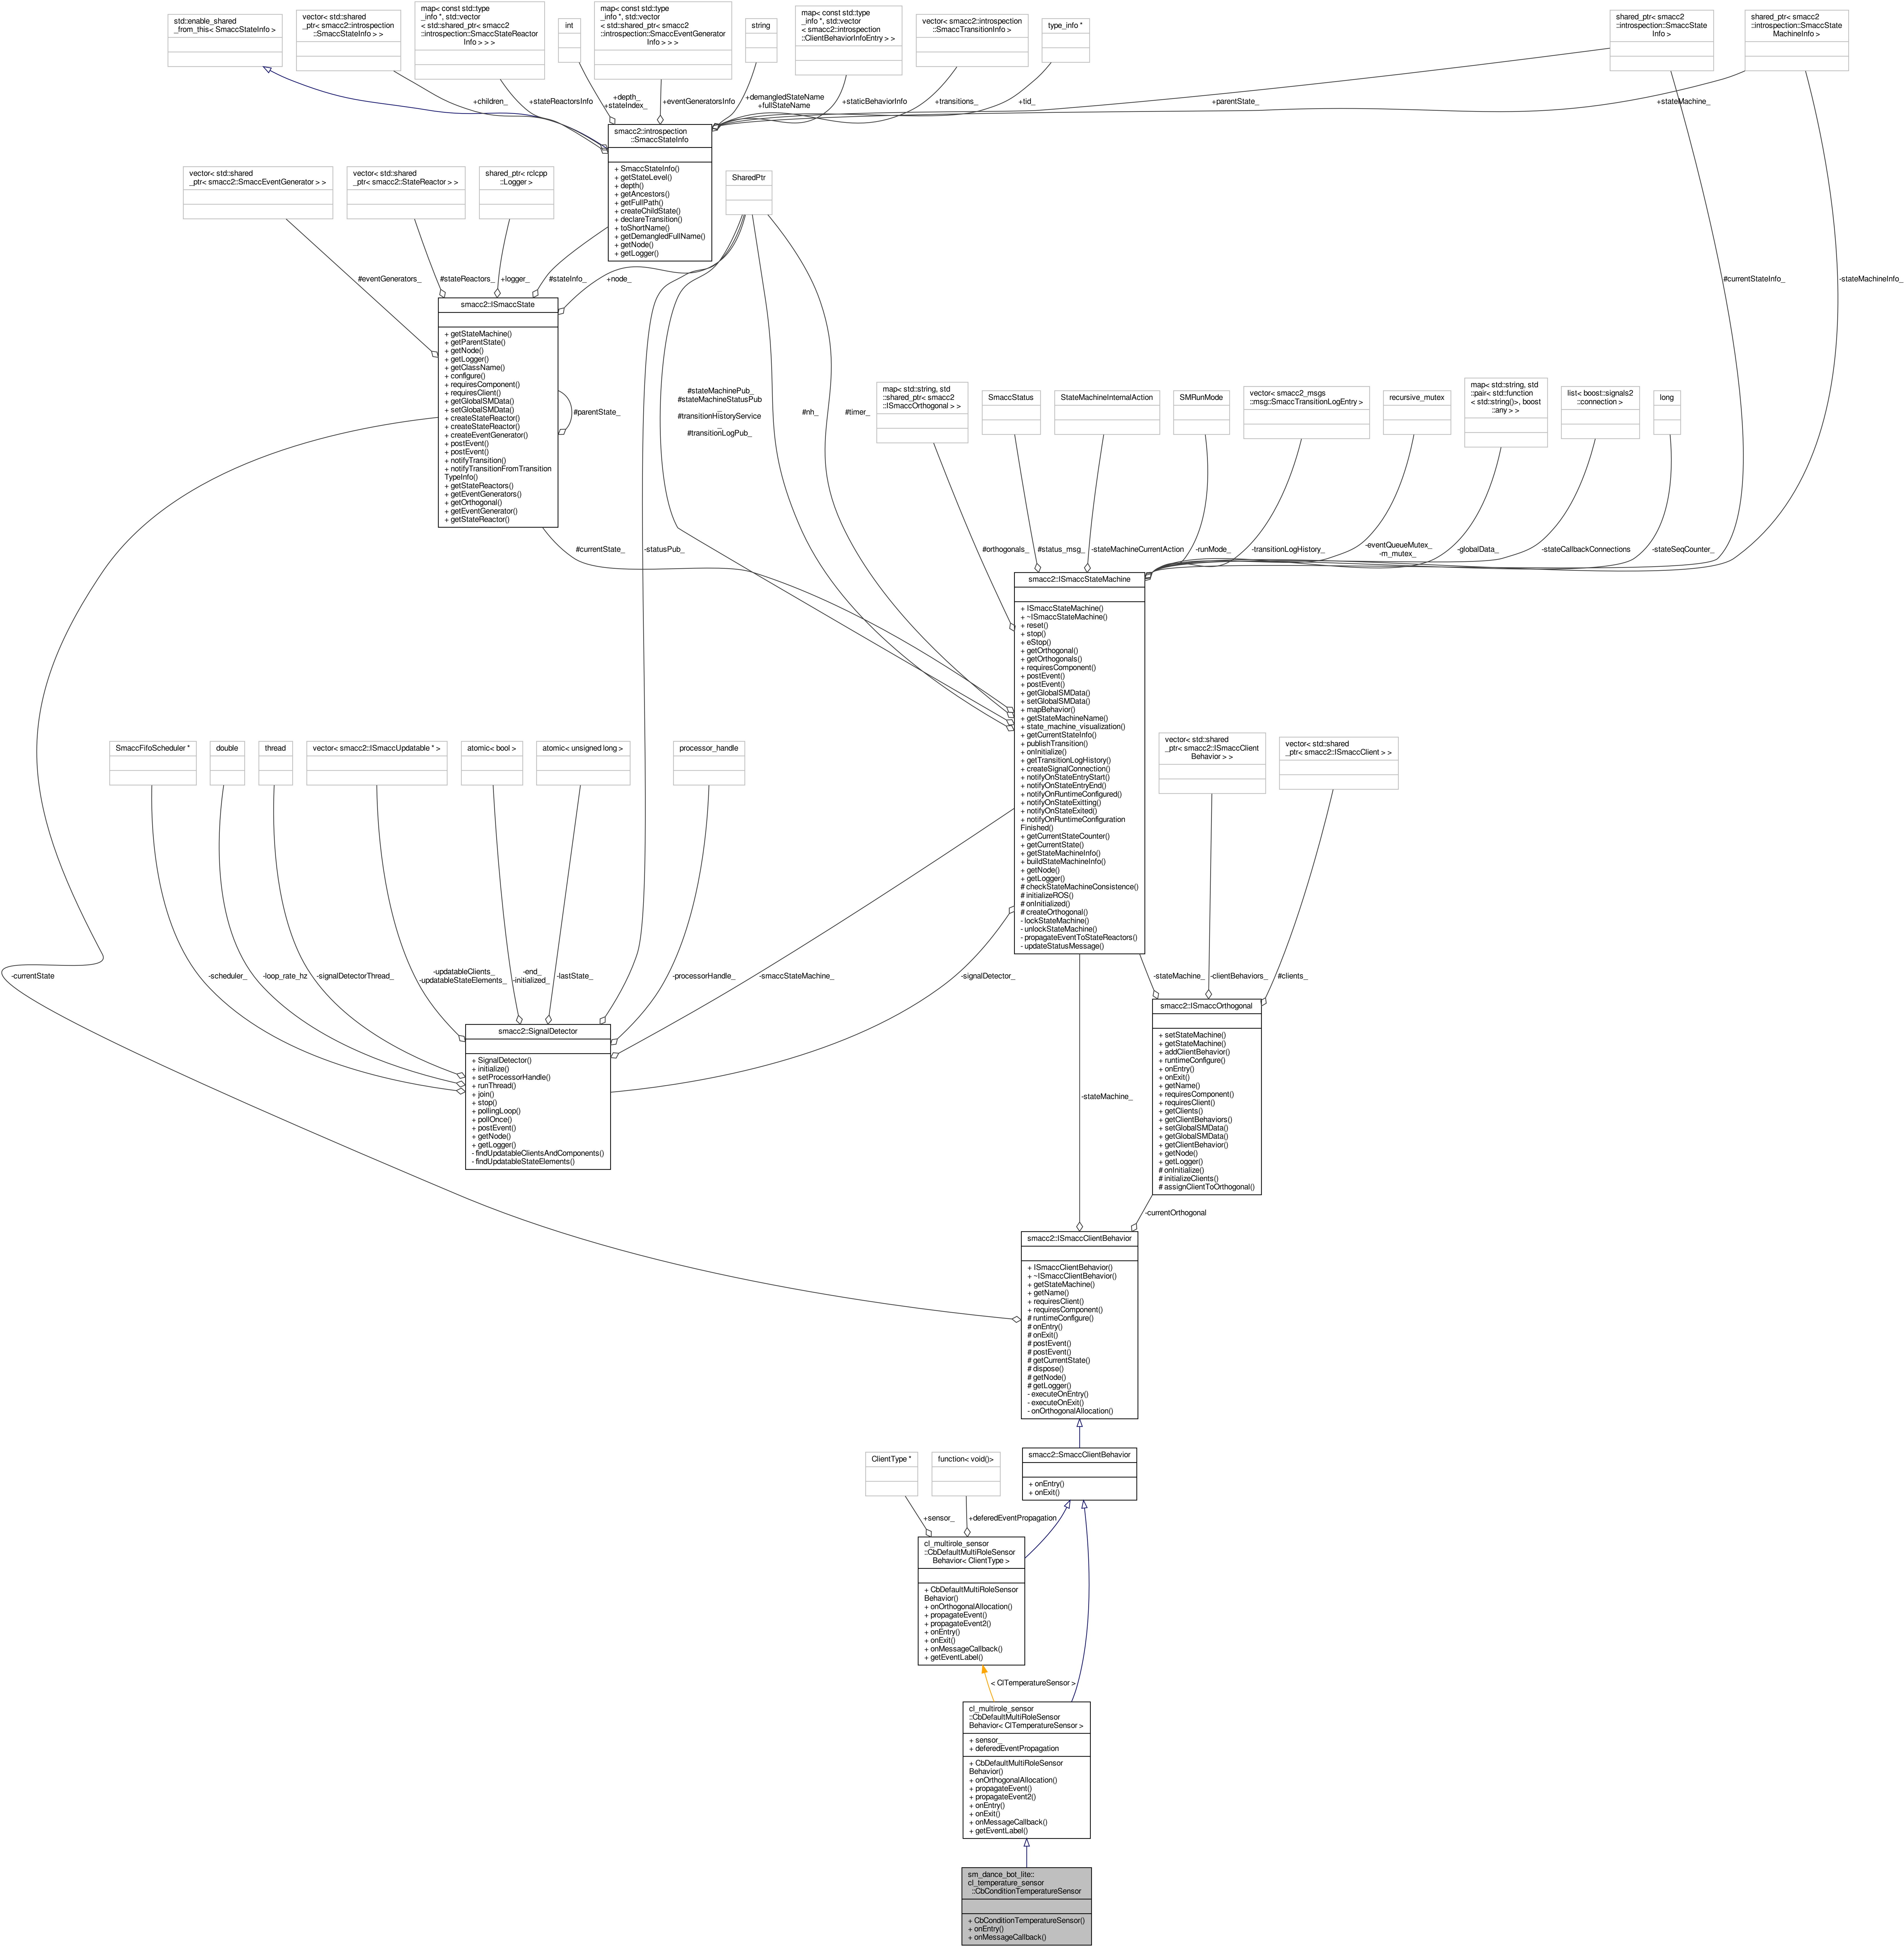 std::enable_shared
_from_this< SmaccStateInfo >
vector< std::shared
_ptr< smacc2::introspection
::SmaccStateInfo > >
map< const std::type
_info *, std::vector
< std::shared_ptr< smacc2
::introspection::SmaccStateReactor
Info > > >
int
map< const std::type
_info *, std::vector
< std::shared_ptr< smacc2
::introspection::SmaccEventGenerator
Info > > >
string
map< const std::type
_info *, std::vector
< smacc2::introspection
::ClientBehaviorInfoEntry > >
vector< smacc2::introspection
::SmaccTransitionInfo >
type_info *
shared_ptr< smacc2
::introspection::SmaccState
Info >
shared_ptr< smacc2
::introspection::SmaccState
MachineInfo >
+children_
+stateReactorsInfo
+depth_
+stateIndex_
+eventGeneratorsInfo
+demangledStateName
+fullStateName
+staticBehaviorInfo
+transitions_
+tid_
+parentState_
+stateMachine_
smacc2::introspection
::SmaccStateInfo
+ SmaccStateInfo()
+ getStateLevel()
+ depth()
+ getAncestors()
+ getFullPath()
+ createChildState()
+ declareTransition()
+ toShortName()
+ getDemangledFullName()
+ getNode()
+ getLogger()
vector< std::shared
_ptr< smacc2::SmaccEventGenerator > >
vector< std::shared
_ptr< smacc2::StateReactor > >
shared_ptr< rclcpp
::Logger >
SharedPtr
#eventGenerators_
#stateReactors_
+logger_
#stateInfo_
+node_
#currentStateInfo_
-stateMachineInfo_
smacc2::ISmaccState
+ getStateMachine()
+ getParentState()
+ getNode()
+ getLogger()
+ getClassName()
+ configure()
+ requiresComponent()
+ requiresClient()
+ getGlobalSMData()
+ setGlobalSMData()
+ createStateReactor()
+ createStateReactor()
+ createEventGenerator()
+ postEvent()
+ postEvent()
+ notifyTransition()
+ notifyTransitionFromTransition
TypeInfo()
+ getStateReactors()
+ getEventGenerators()
+ getOrthogonal()
+ getEventGenerator()
+ getStateReactor()
#parentState_
#stateMachinePub_
#stateMachineStatusPub
_
#transitionHistoryService
_
#transitionLogPub_
#nh_
#timer_
map< std::string, std
::shared_ptr< smacc2
::ISmaccOrthogonal > >
SmaccStatus
StateMachineInternalAction
SMRunMode
vector< smacc2_msgs
::msg::SmaccTransitionLogEntry >
recursive_mutex
map< std::string, std
::pair< std::function
< std::string()>, boost
::any > >
list< boost::signals2
::connection >
long
#currentState_
-statusPub_
#orthogonals_
#status_msg_
-stateMachineCurrentAction
-runMode_
-transitionLogHistory_
-eventQueueMutex_
-m_mutex_
-globalData_
-stateCallbackConnections
-stateSeqCounter_
smacc2::ISmaccStateMachine
+ ISmaccStateMachine()
+ ~ISmaccStateMachine()
+ reset()
+ stop()
+ eStop()
+ getOrthogonal()
+ getOrthogonals()
+ requiresComponent()
+ postEvent()
+ postEvent()
+ getGlobalSMData()
+ setGlobalSMData()
+ mapBehavior()
+ getStateMachineName()
+ state_machine_visualization()
+ getCurrentStateInfo()
+ publishTransition()
+ onInitialize()
+ getTransitionLogHistory()
+ createSignalConnection()
+ notifyOnStateEntryStart()
+ notifyOnStateEntryEnd()
+ notifyOnRuntimeConfigured()
+ notifyOnStateExitting()
+ notifyOnStateExited()
+ notifyOnRuntimeConfiguration
Finished()
+ getCurrentStateCounter()
+ getCurrentState()
+ getStateMachineInfo()
+ buildStateMachineInfo()
+ getNode()
+ getLogger()
# checkStateMachineConsistence()
# initializeROS()
# onInitialized()
# createOrthogonal()
- lockStateMachine()
- unlockStateMachine()
- propagateEventToStateReactors()
- updateStatusMessage()
SmaccFifoScheduler *
double
thread
vector< smacc2::ISmaccUpdatable * >
atomic< bool >
atomic< unsigned long >
processor_handle
vector< std::shared
_ptr< smacc2::ISmaccClient
Behavior > >
vector< std::shared
_ptr< smacc2::ISmaccClient > >
-currentState
-scheduler_
-loop_rate_hz
-signalDetectorThread_
-updatableClients_
-updatableStateElements_
-end_
-initialized_
-lastState_
-processorHandle_
-smaccStateMachine_
-signalDetector_
-stateMachine_
-clientBehaviors_
#clients_
smacc2::SignalDetector
+ SignalDetector()
+ initialize()
+ setProcessorHandle()
+ runThread()
+ join()
+ stop()
+ pollingLoop()
+ pollOnce()
+ postEvent()
+ getNode()
+ getLogger()
- findUpdatableClientsAndComponents()
- findUpdatableStateElements()
smacc2::ISmaccOrthogonal
+ setStateMachine()
+ getStateMachine()
+ addClientBehavior()
+ runtimeConfigure()
+ onEntry()
+ onExit()
+ getName()
+ requiresComponent()
+ requiresClient()
+ getClients()
+ getClientBehaviors()
+ setGlobalSMData()
+ getGlobalSMData()
+ getClientBehavior()
+ getNode()
+ getLogger()
# onInitialize()
# initializeClients()
# assignClientToOrthogonal()
-stateMachine_
-currentOrthogonal
smacc2::ISmaccClientBehavior
+ ISmaccClientBehavior()
+ ~ISmaccClientBehavior()
+ getStateMachine()
+ getName()
+ requiresClient()
+ requiresComponent()
# runtimeConfigure()
# onEntry()
# onExit()
# postEvent()
# postEvent()
# getCurrentState()
# dispose()
# getNode()
# getLogger()
- executeOnEntry()
- executeOnExit()
- onOrthogonalAllocation()
ClientType *
function< void()>
smacc2::SmaccClientBehavior
+ onEntry()
+ onExit()
+sensor_
+deferedEventPropagation
cl_multirole_sensor
::CbDefaultMultiRoleSensor
Behavior< ClientType >
+ CbDefaultMultiRoleSensor
Behavior()
+ onOrthogonalAllocation()
+ propagateEvent()
+ propagateEvent2()
+ onEntry()
+ onExit()
+ onMessageCallback()
+ getEventLabel()
< ClTemperatureSensor >
cl_multirole_sensor
::CbDefaultMultiRoleSensor
Behavior< ClTemperatureSensor >
+ sensor_
+ deferedEventPropagation
+ CbDefaultMultiRoleSensor
Behavior()
+ onOrthogonalAllocation()
+ propagateEvent()
+ propagateEvent2()
+ onEntry()
+ onExit()
+ onMessageCallback()
+ getEventLabel()
sm_dance_bot_lite::
cl_temperature_sensor
::CbConditionTemperatureSensor
+ CbConditionTemperatureSensor()
+ onEntry()
+ onMessageCallback()